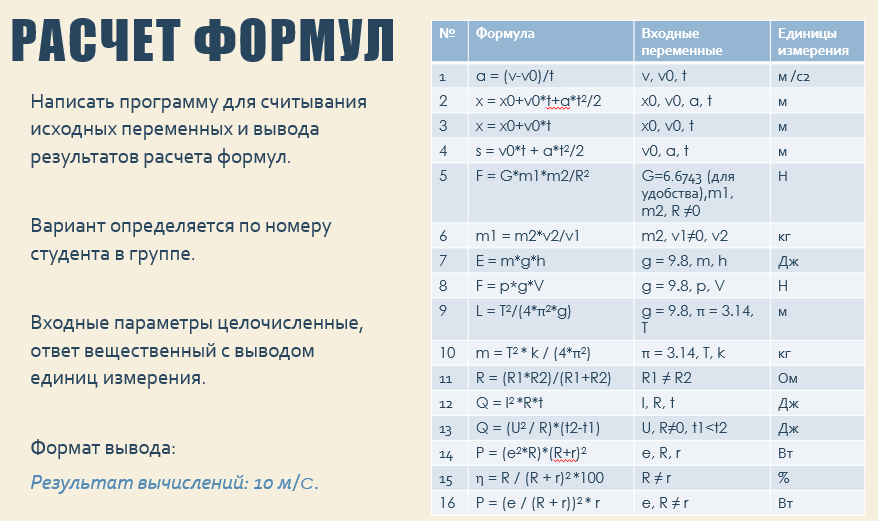 РАСЧЕТ ФОРМУЛ
Написать программу для считывания
исходных переменных и вывода
результатов расчета формул.
Вариант определяется по номеру
студента в группе.
Входные параметры целочисленные,
ответ вещественный с выводом
единиц измерения.
Формат вывода:
Результат вычислений: 10 м/с.
№ Формула Входные переменные Единицы измерения
1 a = (v-v0)/t v, v0, t м /с2
2 x = x0+v0*t+a*t²/2 x0, v0, a, t м
3 x = x0+v0*t x0, v0, t м
4 s = v0*t + a*t²/2 v0, a, t м
5 F = G*m1*m2/R² G=6.6743 (для удобства),m1, m2, R ≠0 Н
6 m1 = m2*v2/v1 m2, v1≠0, v2 кг
7 E = m*g*h g = 9.8, m, h Дж
8 F = p*g*V g = 9.8, p, V Н
9 L = T²/(4*π²*g) g = 9.8, π = 3.14, T м
10 m = T² * k / (4*π²) π = 3.14, T, k кг
11 R = (R1*R2)/(R1+R2) R1 ≠ R2 Ом
12 Q = I² *R*t I, R, t Дж
13 Q = (U² / R)*(t2-t1) U, R≠0, t1<t2 Дж
14 P = (e²*R)*(R+r)² e, R, r Вт
15 η = R / (R + r)² *100 R ≠ r %
16 P = (e / (R + r))² * r e, R ≠ r Вт